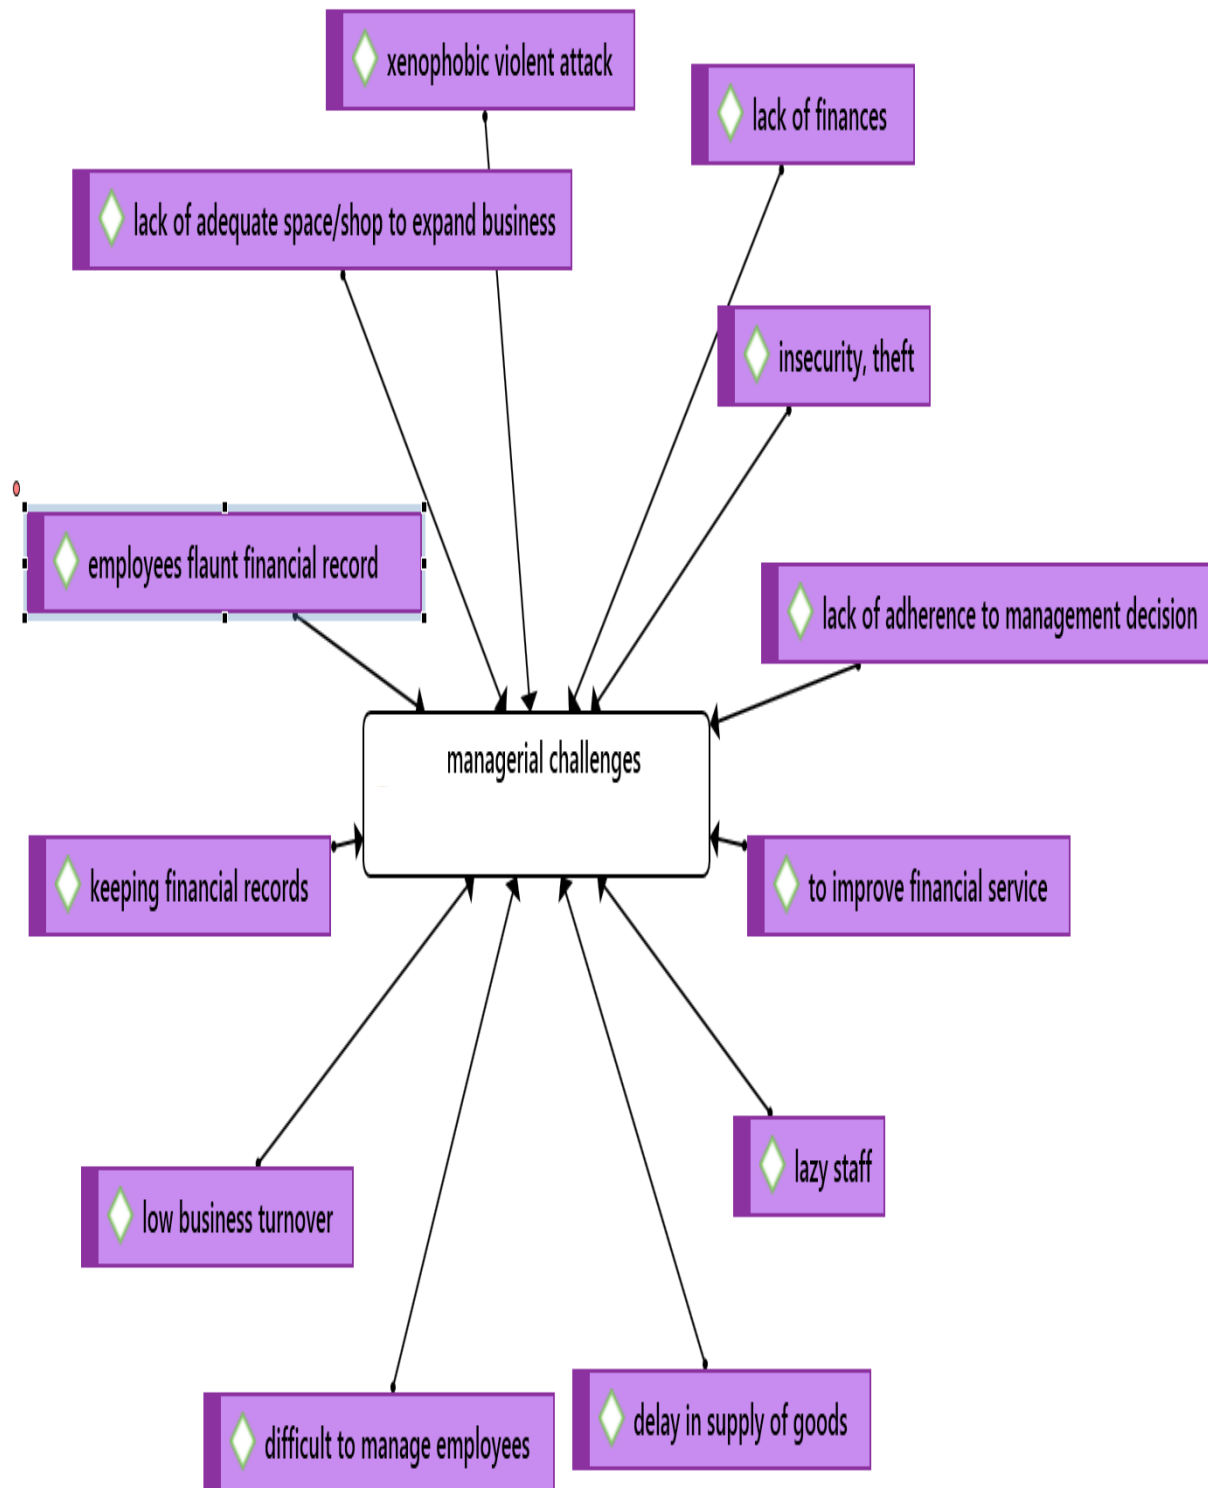 xenophobic violent attack
lack of finances
lack of adequate space/shop to expand business
insecurity, theft
employees flaunt financial record
lack of adherence to management decision
managerial challenges
keeping financial records
to improve financial service
lazy staff
low business turnover
delay in supply of goods
difficult to manage employees